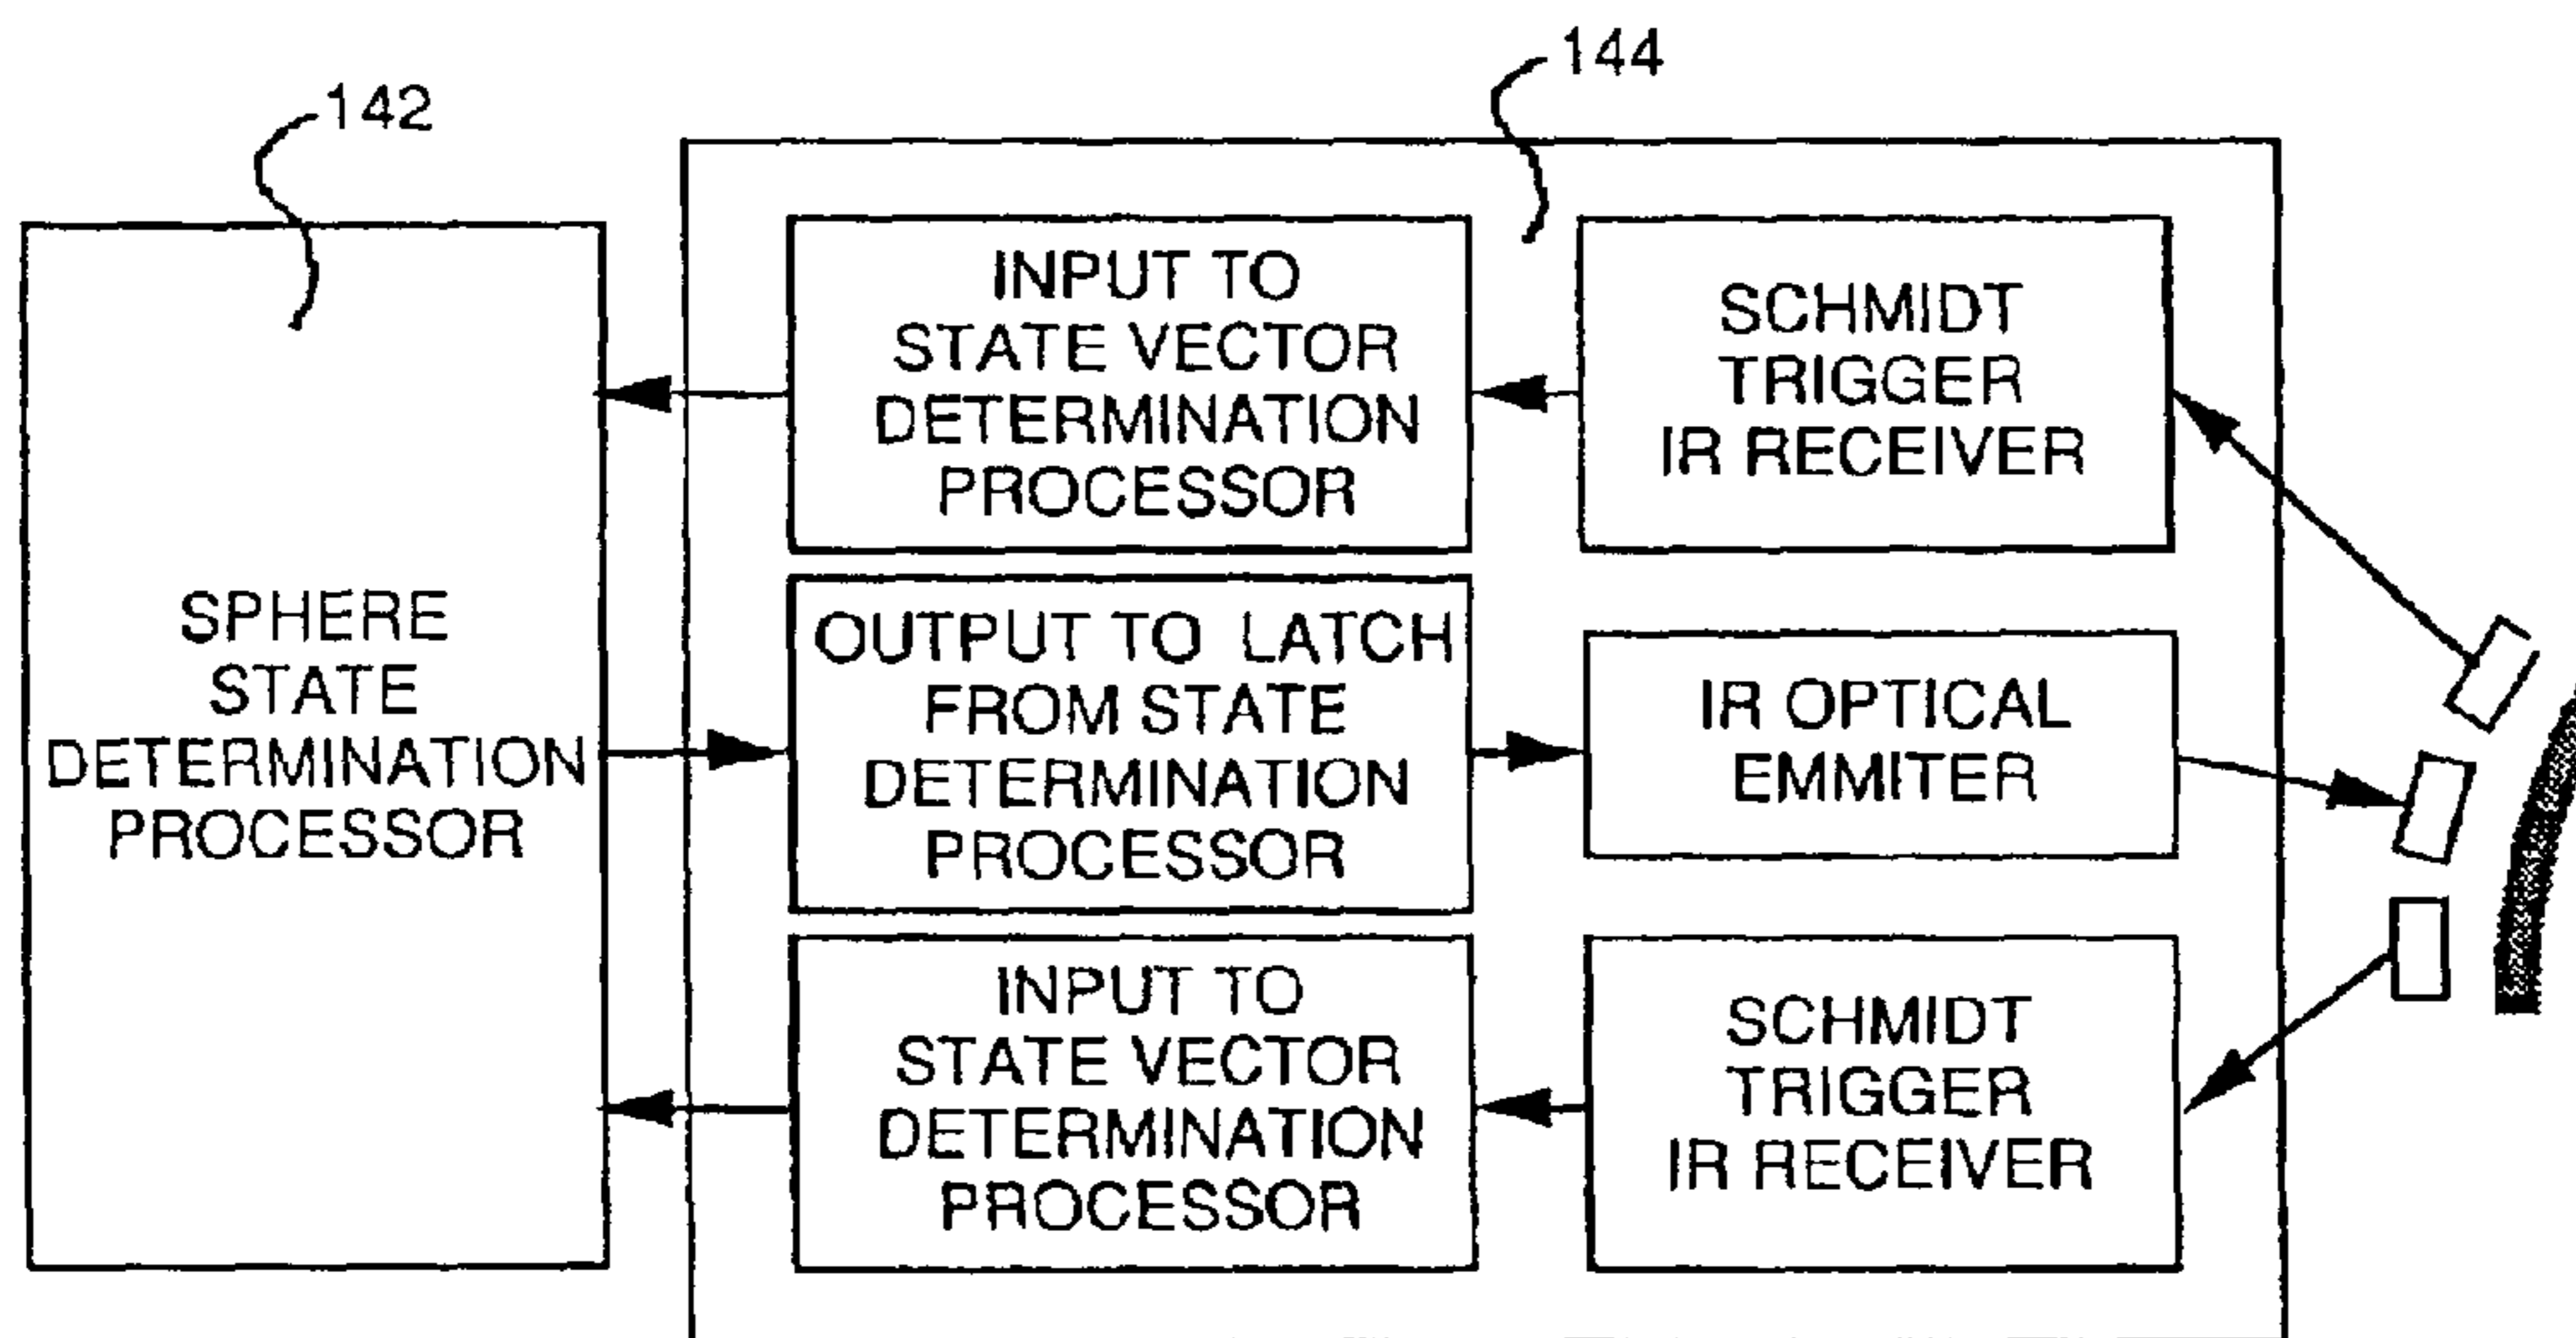 142
144
SPHERE
STATE
DETERMINATION
PROCESSOR
INPUT TO
STATE VECTOR
DETERMINATION
PROCESSOR
SCHMIDT
TRIGGER
IR RECEIVER
OUTPUT TO LATCH
FROM STATE
DETERMINATION
PROCESSOR
IR OPTICAL
EMMITER
INPUT TO
STATE VECTOR
DETERMINATION
PROCESSOR
SCHMIDT
TRIGGER
IR RECEIVER